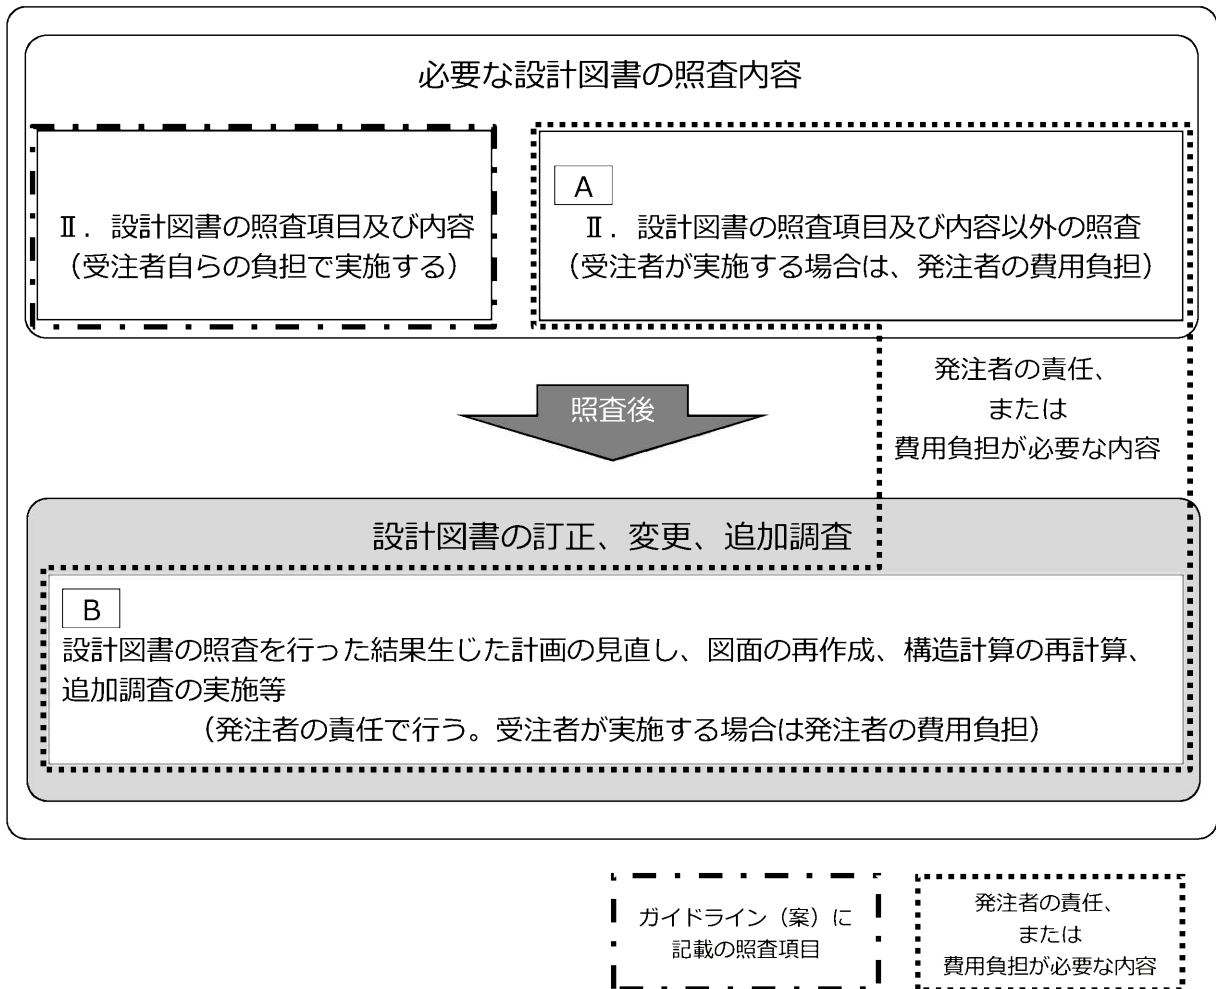 必要な設計図書の照査内容
Ⅱ．設計図書の照査項目及び内容
（受注者自らの負担で実施する）
A
Ⅱ．設計図書の照査項目及び内容以外の照査
（受注者が実施する場合は、発注者の費用負担）
発注者の責任、
または
費用負担が必要な内容
照査後
設計図書の訂正、変更、追加調査
B
設計図書の照査を行った結果生じた計画の見直し、図面の再作成、構造計算の再計算、
追加調査の実施等
（発注者の責任で行う。受注者が実施する場合は発注者の費用負担）
ガイドライン（案）に
記載の照査項目
発注者の責任、
または
費用負担が必要な内容